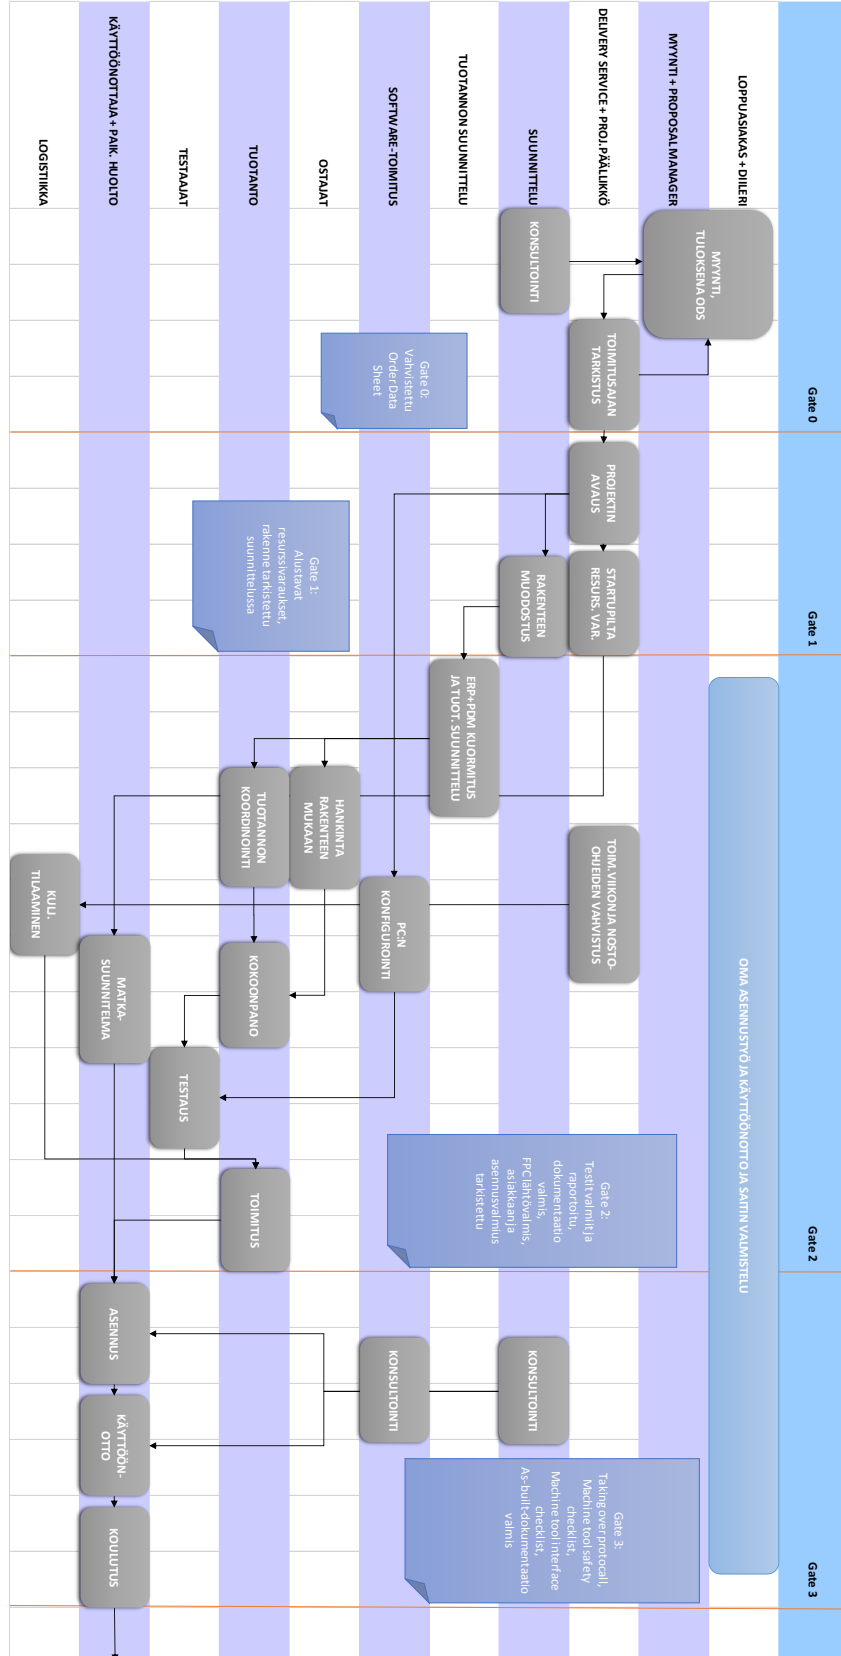 Gate 0
Gate 1
Gate 2
Gate 3
LOPPUASIAKAS + DIILERI
OMA ASENNUSTYÖ JA KÄYTTÖÖNOTTO JA SAITIN VALMISTELU
MYYNTI + PROPOSAL MANAGER
MYYNTI,
TULOKSENA ODS
DELIVERY SERVICE + PROJ.PÄÄLLIKKÖ
TOIMITUSAJAN
TARKISTUS
PROJEKTIN
AVAUS
STARTUPILTA
RESURS. VAR.
TOIM.VIIKON JA NOSTO-
OHJEIDEN VAHVISTUS
SUUNNITTELU
KONSULTOINTI
RAKENTEEN
MUODOSTUS
KONSULTOINTI
TUOTANNON SUUNNITTELU
ERP+PDM KUORMITUS
JA TUOT. SUUNNITTELU
SOFTWARE-TOIMITUS
PC:N
KONFIGUROINTI
KONSULTOINTI
OSTAJAT
HANKINTA
RAKENTEEN
MUKAAN
TUOTANTO
TUOTANNON
KOORDINOINTI
KOKOONPANO
TOIMITUS
TESTAAJAT
TESTAUS
KÄYTTÖÖNOTTAJA + PAIK. HUOLTO
MATKA-
SUUNNITELMA
ASENNUS
KÄYTTÖÖN-
OTTO
KOULUTUS
LOGISTIIKKA
KULJ.
TILAAMINEN
Gate 0:
Vahvistettu
Order Data
Sheet
Gate 1:
Alustavat
resurssivaraukset,
rakenne tarkistettu
suunnittelussa
Gate 2:
Testit valmiit ja
raportoitu,
dokumentaatio
valmis,
FPC lähtövalmis,
asiakkaan ja
asennusvalmius
tarkistettu
Gate 3:
Taking over protocall,
Machine tool safety
checklist,
Machine tool interface
checklist,
As-built-dokumentaatio
valmis